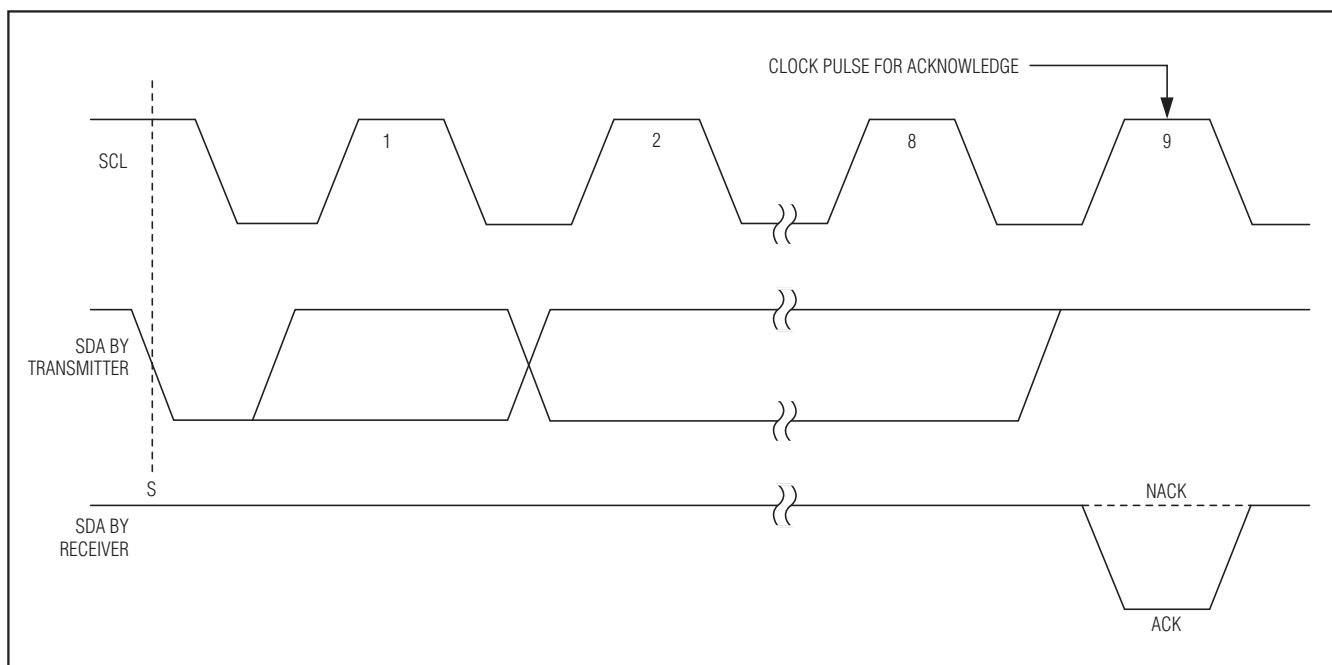 CLOCK PULSE FOR ACKNOWLEDGE
1
2
8
9
SCL
SDA BY
TRANSMITTER
S
NACK
SDA BY
RECEIVER
ACK